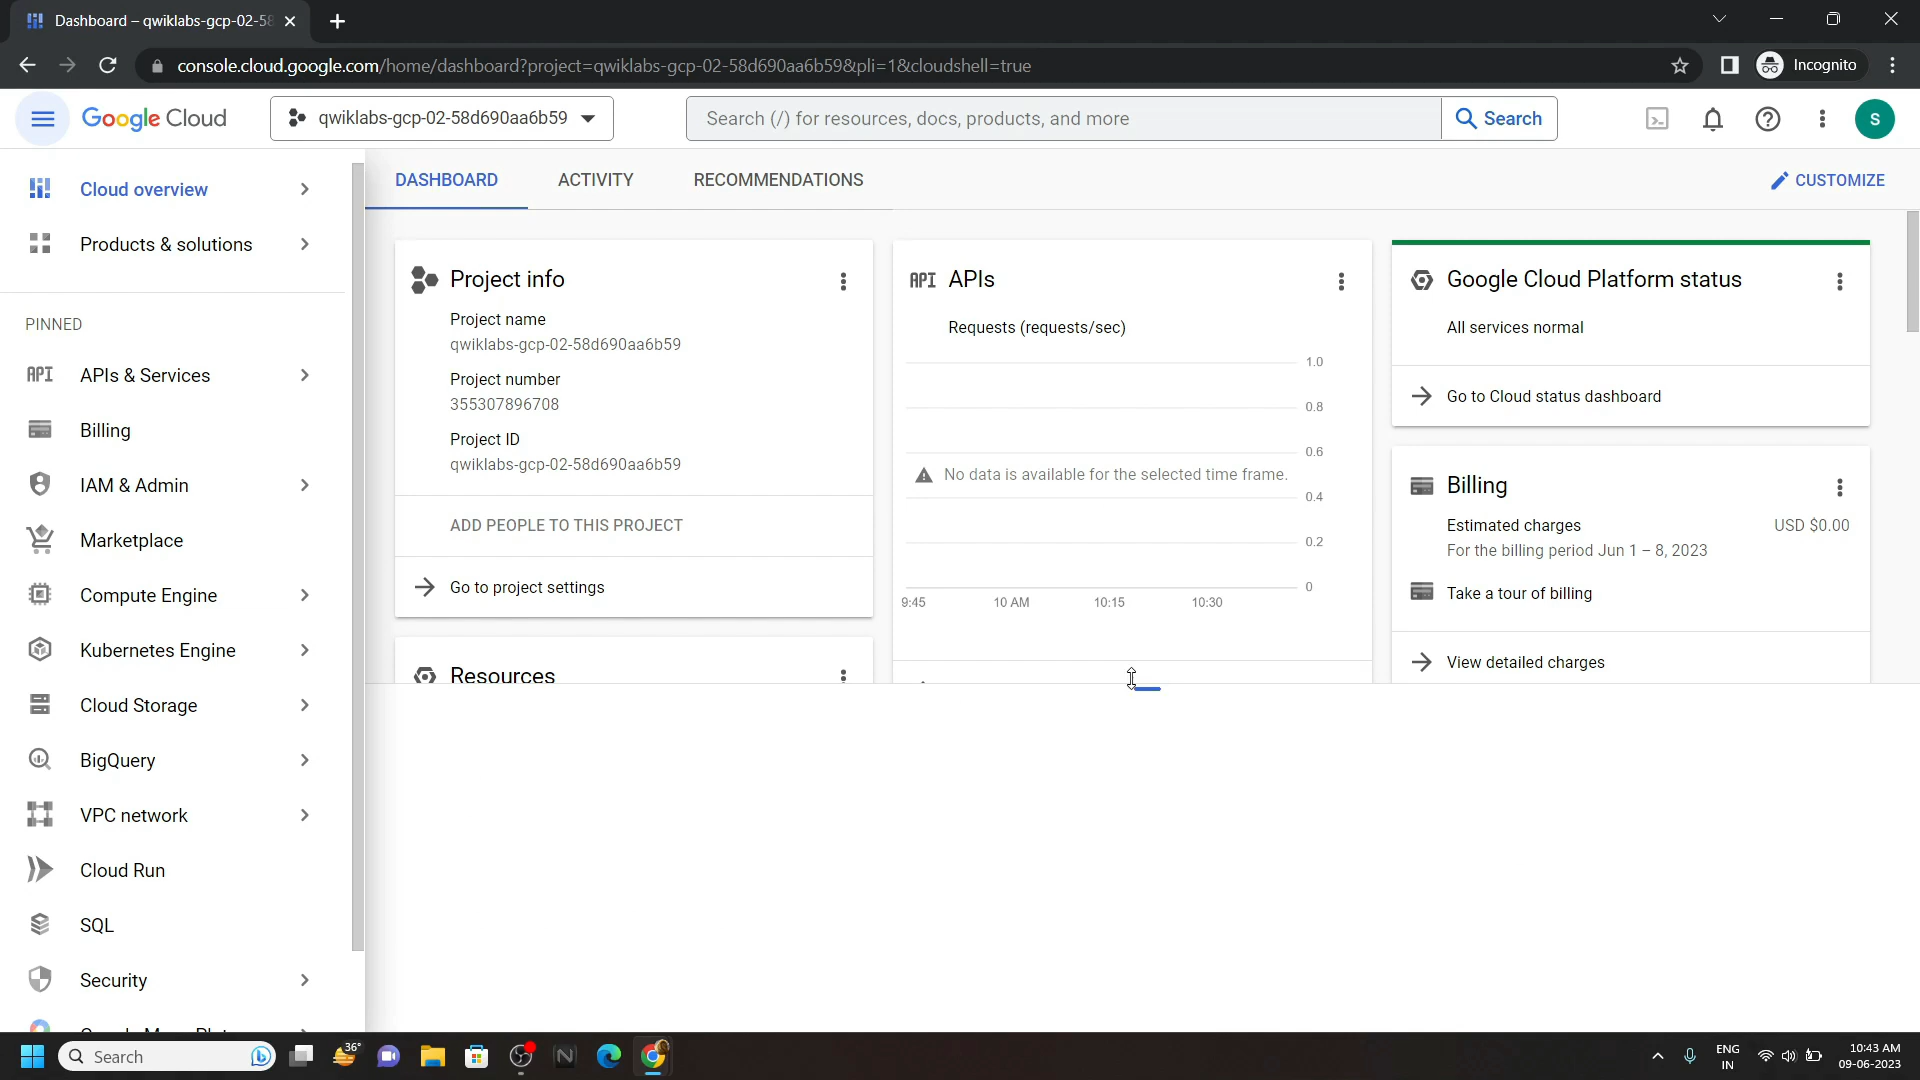 Dashboard – qwiklabs-gcp-02-58
console.cloud.google.com/home/dashboard?project=qwiklabs-gcp-02-58d690aa6b59&pli=1&cloudshell=true
Incognito
Google Cloud
qwiklabs-gcp-02-58d690aa6b59
Search (/) for resources, docs, products, and more
Search
S
Cloud overview
Products & solutions
PINNED
APIs & Services
Billing
IAM & Admin
Marketplace
Compute Engine
Kubernetes Engine
Cloud Storage
BigQuery
VPC network
Cloud Run
SQL
Security
DASHBOARD
ACTIVITY
RECOMMENDATIONS
CUSTOMIZE
Project info
Project name
qwiklabs-gcp-02-58d690aa6b59
Project number
355307896708
Project ID
qwiklabs-gcp-02-58d690aa6b59
ADD PEOPLE TO THIS PROJECT
Go to project settings
Resources
API APIs
Requests (requests/sec)
1.0
0.8
0.6
No data is available for the selected time frame.
0.4
0.2
0
9:45 10 AM 10:15 10:30
Google Cloud Platform status
All services normal
Go to Cloud status dashboard
Billing
Estimated charges USD $0.00
For the billing period Jun 1 – 8, 2023
Take a tour of billing
View detailed charges
Search
36°
ENG
IN
10:43 AM
09-06-2023